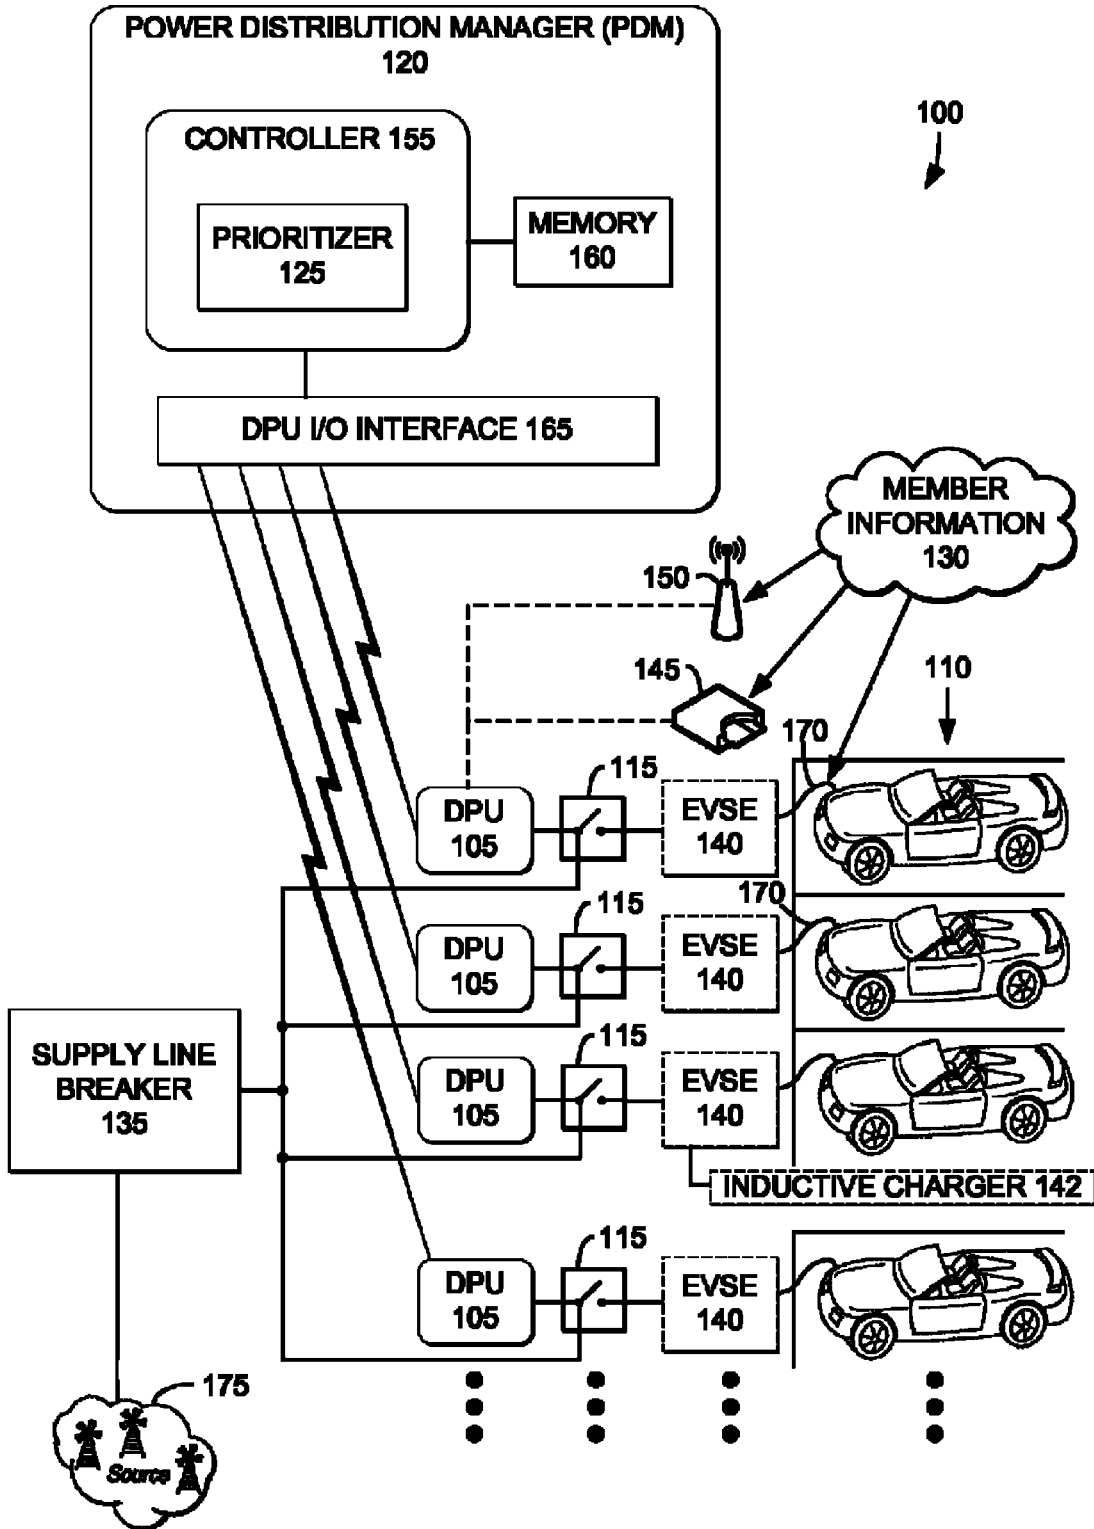 POWER DISTRIBUTION MANAGER (PDM)
120
CONTROLLER 155
PRIORITIZER
125
MEMORY
160
DPU I/O INTERFACE 165
100
MEMBER
INFORMATION
130
150
145
110
170
115
DPU
105
EVSE
140
170
115
DPU
105
EVSE
140
115
DPU
105
EVSE
140
SUPPLY LINE
BREAKER
135
INDUCTIVE CHARGER 142
115
DPU
105
EVSE
140
175
Source